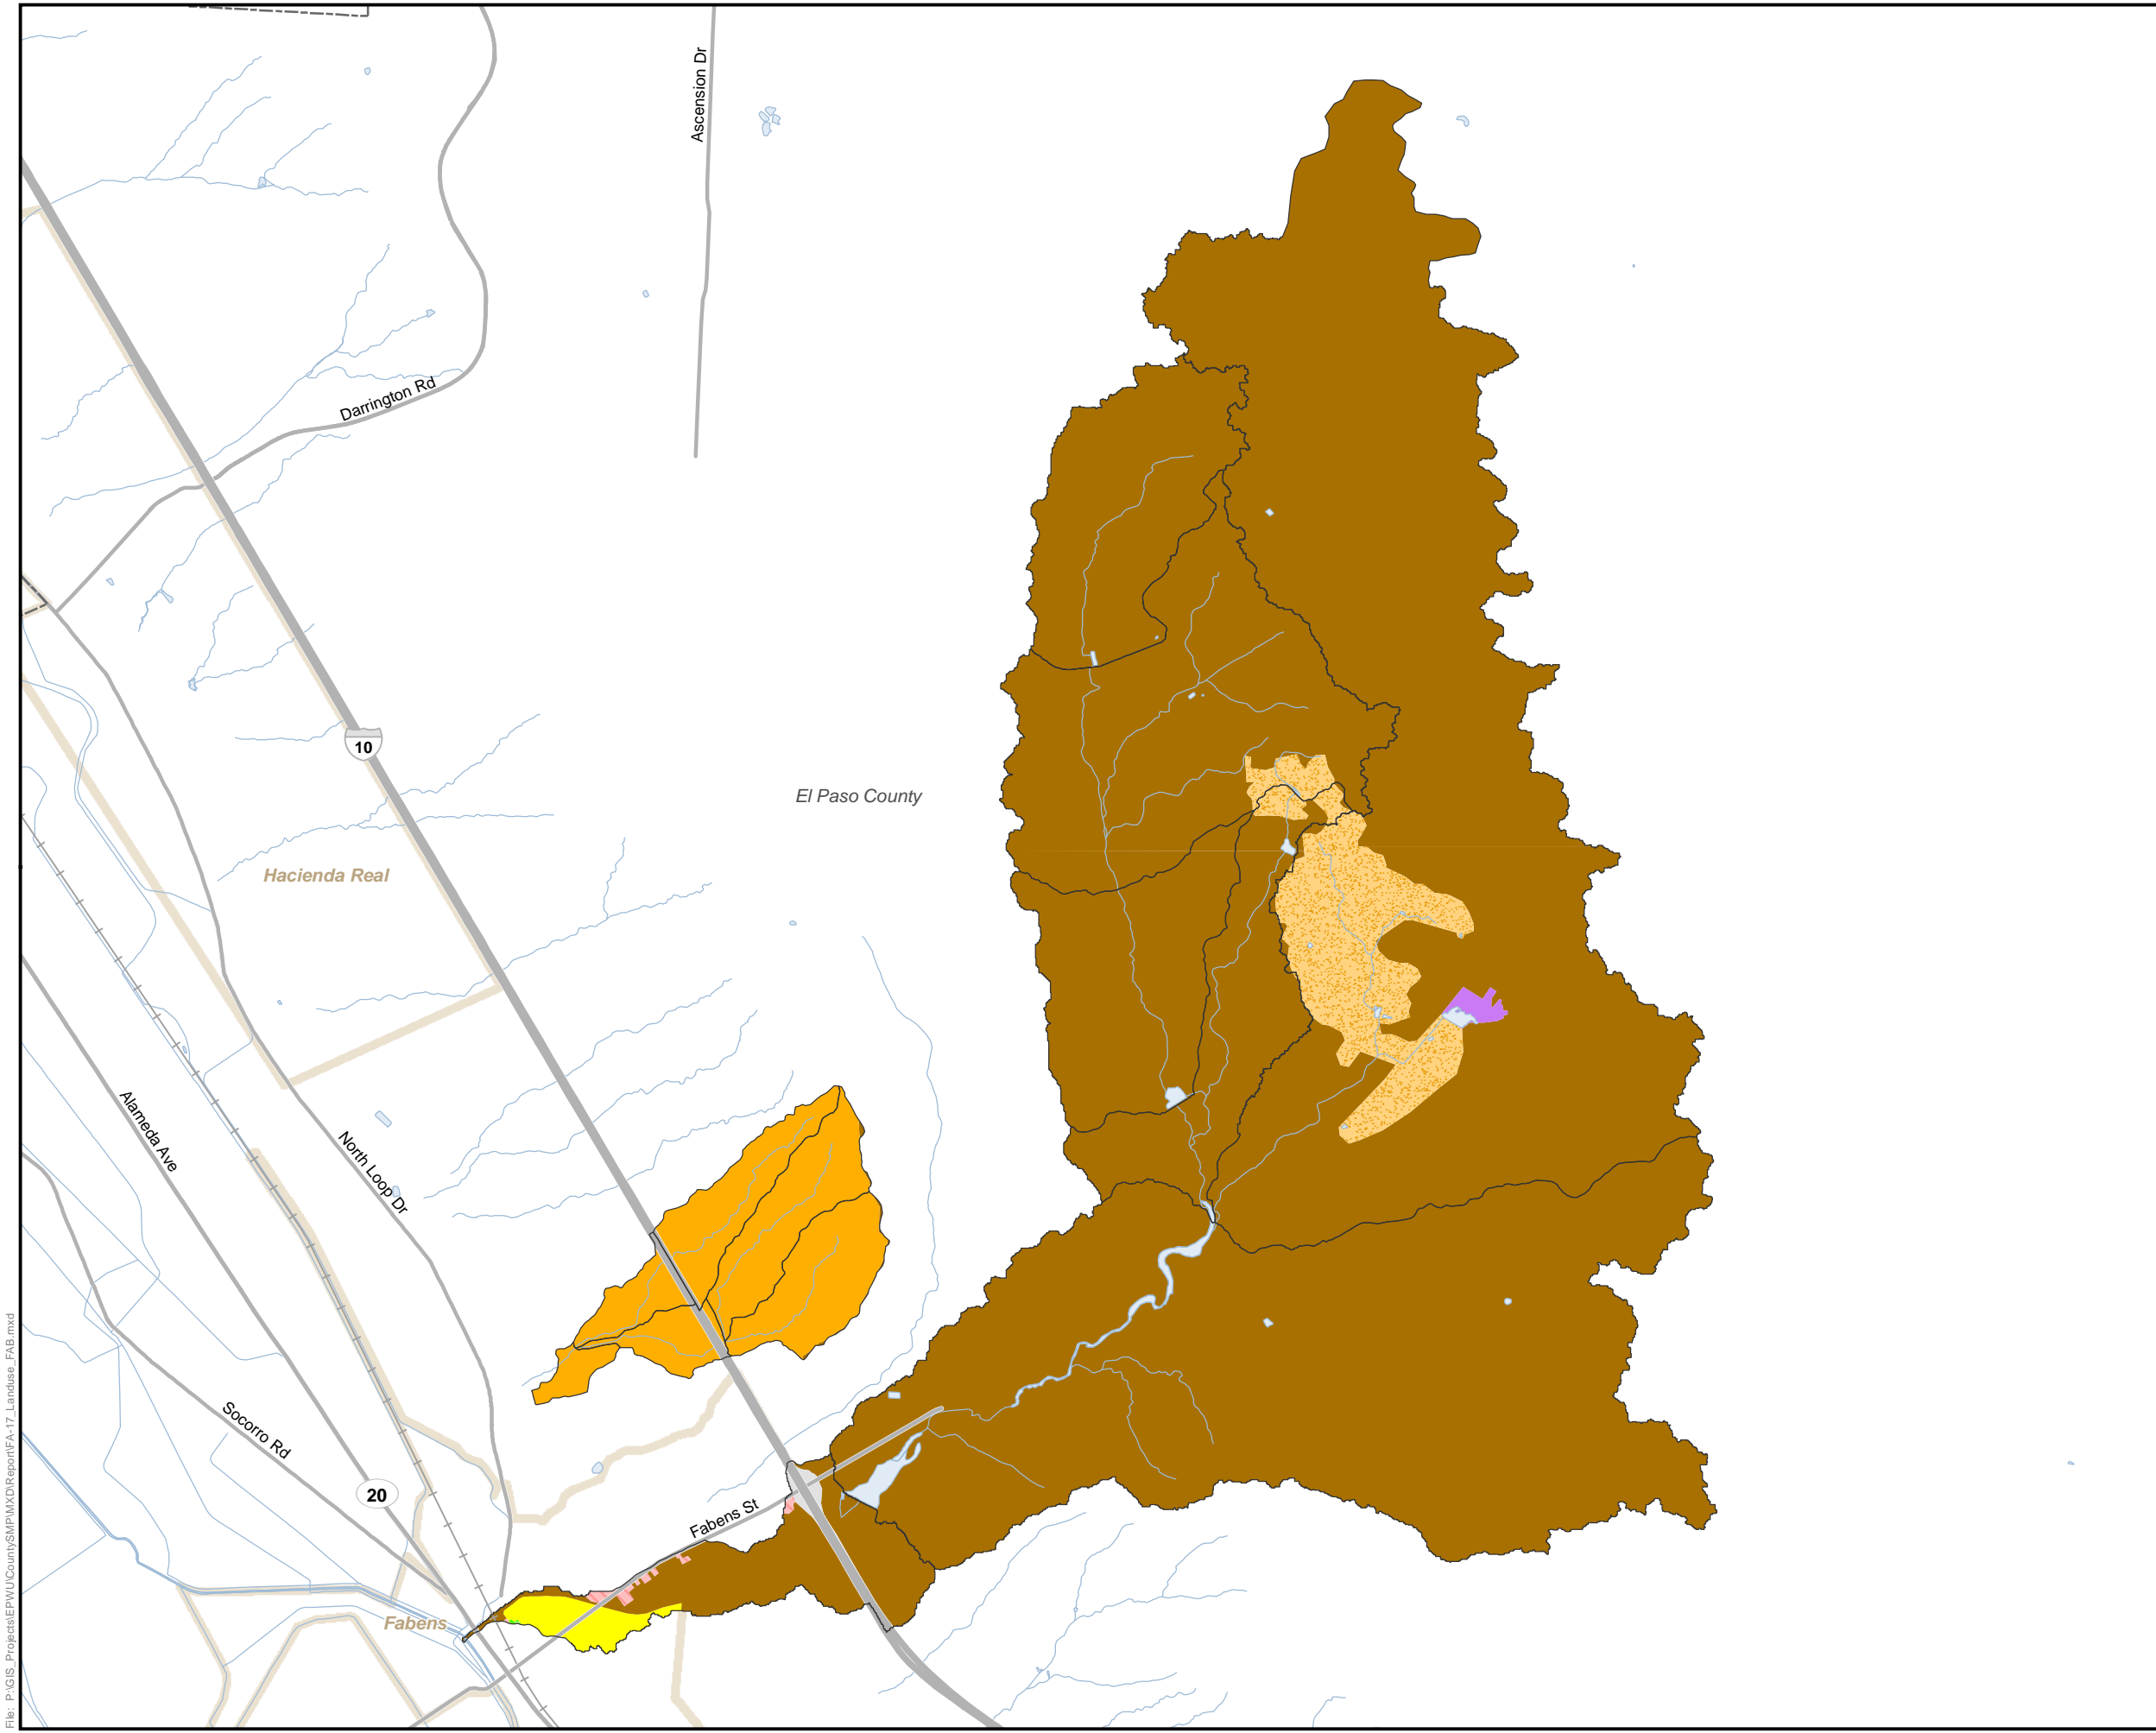 Ascension Dr
Darrington Rd
10
El Paso County
Hacienda Real
Alameda Ave
North Loop Dr
Socorro Rd
20
Fabens St
Fabens
File: P:\GIS_Projects\EPWU\CountySMP\MXD\Report\FA-17_Landuse_FAB.mxd